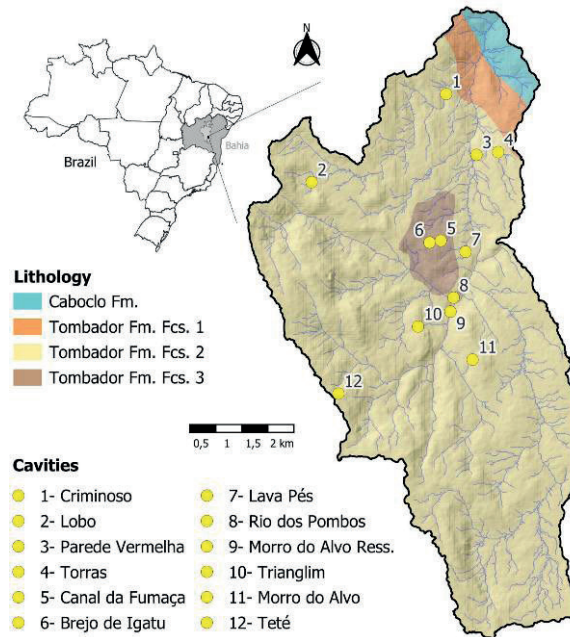 N
Brazil
Bahia
1
2
3
4
5
6
7
8
9
10
11
12
Lithology
Caboclo Fm.
Tombador Fm. Fcs. 1
Tombador Fm. Fcs. 2
Tombador Fm. Fcs. 3
0,5 1 1,5 2 km
Cavities
1- Criminoso
2- Lobo
3- Parede Vermelha
4- Torras
5- Canal da Fumaça
6- Brejo de Igatu
7- Lava Pés
8- Rio dos Pombos
9- Morro do Alvo Ress.
10- Trianglim
11- Morro do Alvo
12- Teté